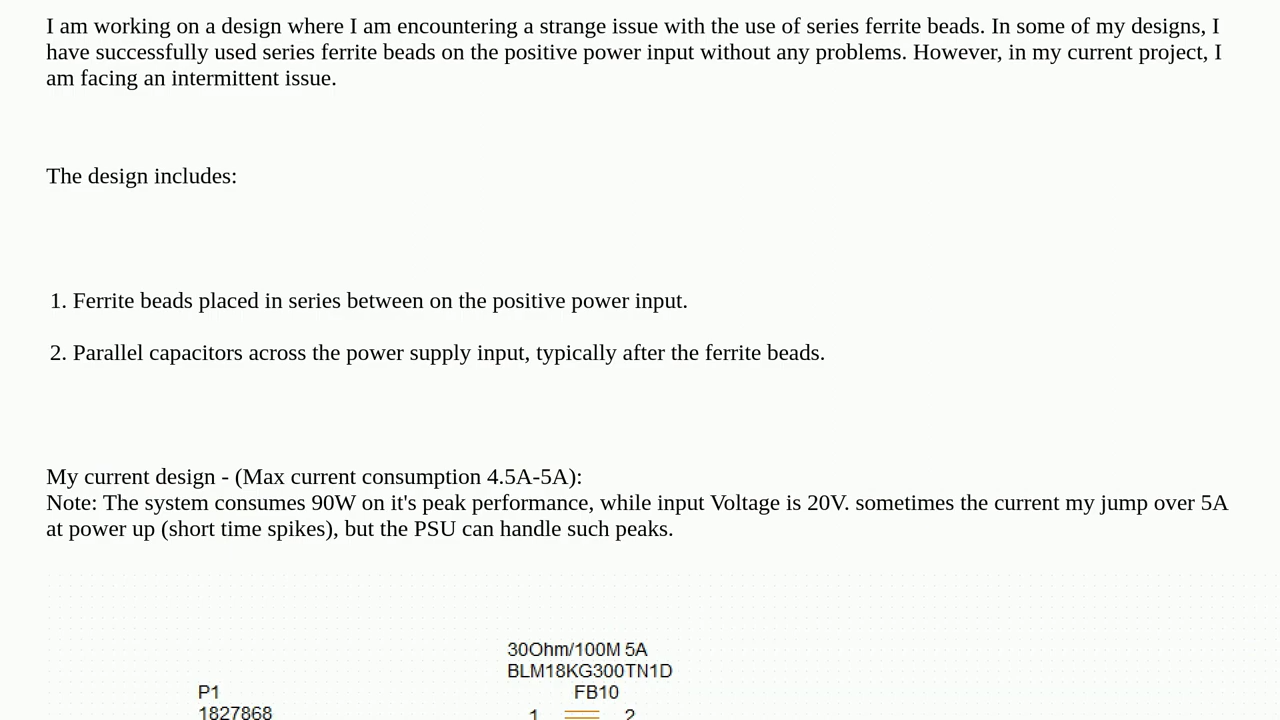 I am working on a design where I am encountering a strange issue with the use of series ferrite beads. In some of my designs, I
have successfully used series ferrite beads on the positive power input without any problems. However, in my current project, I
am facing an intermittent issue.
The design includes:
1. Ferrite beads placed in series between on the positive power input.
2. Parallel capacitors across the power supply input, typically after the ferrite beads.
My current design - (Max current consumption 4.5A-5A):
Note: The system consumes 90W on it's peak performance, while input Voltage is 20V. sometimes the current my jump over 5A
at power up (short time spikes), but the PSU can handle such peaks.
30Ohm/100M 5A
BLM18KG300TN1D
P1 FB10
1827868 1 2